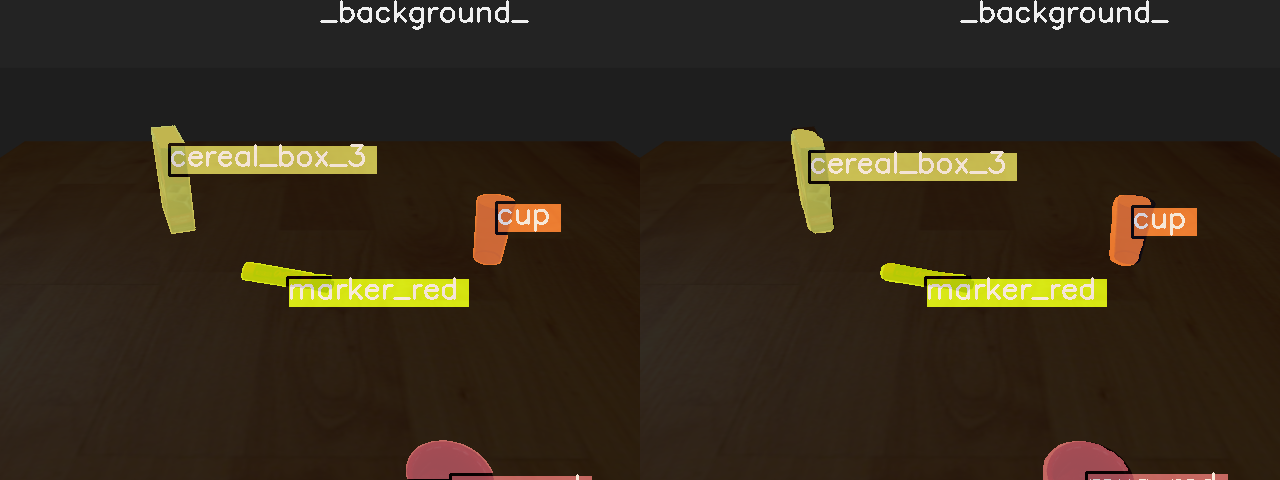 _background_
_background_
cereal_box_3
cereal_box_3
cup
cup
marker_red
marker_red